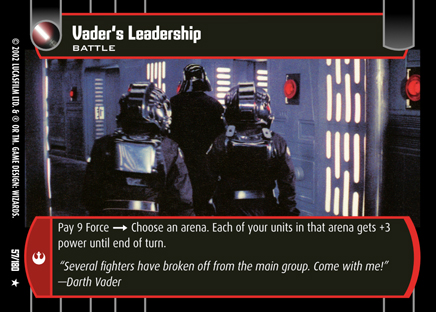 Vader's Leadership
BATTLE
Pay 9 Force → Choose an arena. Each of your units in that arena gets +3
power until end of turn.
"Several fighters have broken off from the main group. Come with me!"
—Darth Vader
© 2002 LUCASFILM LTD. & ® OR TM. GAME DESIGN: WIZARDS.
57/180 ★